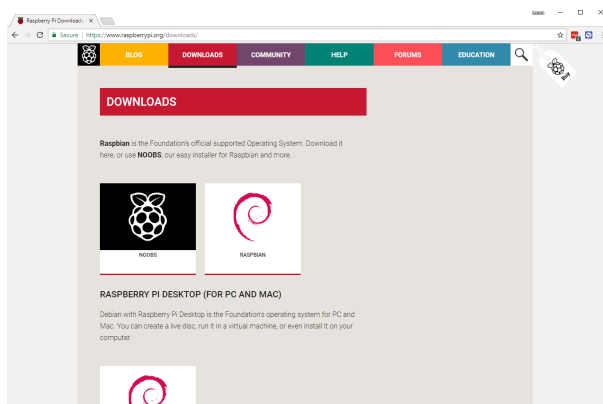 Raspberry Pi Downloads
Secure | https://www.raspberrypi.org/downloads/
BLOG DOWNLOADS COMMUNITY HELP FORUMS EDUCATION
Buy
DOWNLOADS
Raspbian is the Foundation's official supported Operating System. Download it
here, or use NOOBS, our easy installer for Raspbian and more.
NOOBS RASPBIAN
RASPBERRY PI DESKTOP (FOR PC AND MAC)
Debian with Raspberry Pi Desktop is the Foundation's operating system for PC and
Mac. You can create a live disc, run it in a virtual machine, or even install it on your
computer.